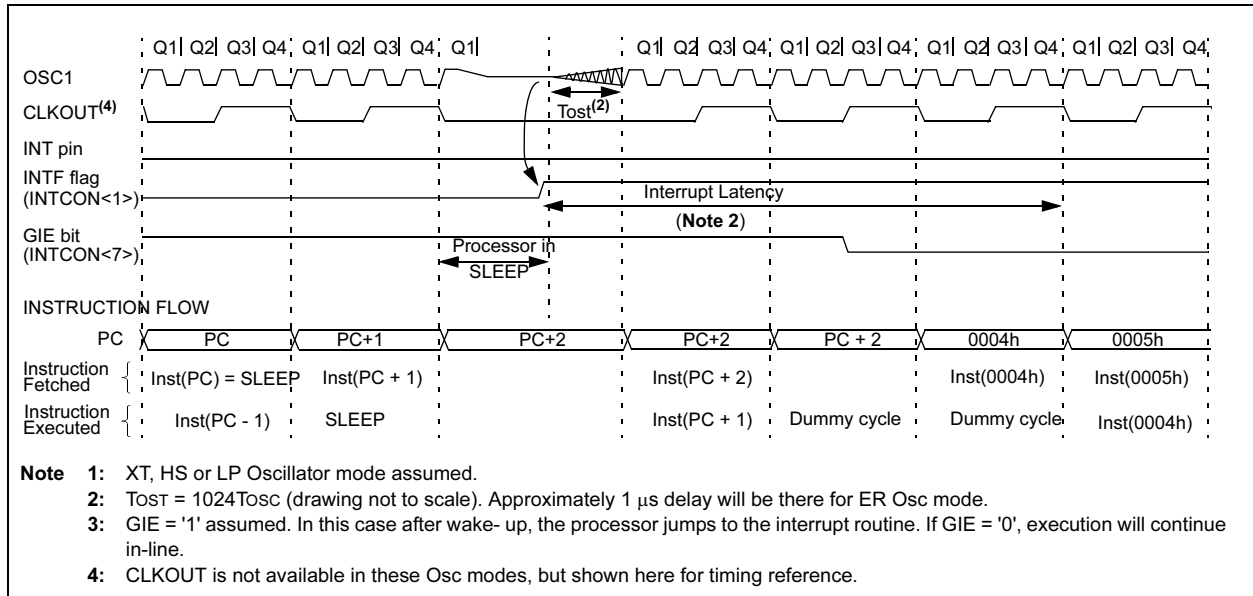 Q1 Q2 Q3 Q4 Q1 Q2 Q3 Q4 Q1 Q1 Q2 Q3 Q4 Q1 Q2 Q3 Q4 Q1 Q2 Q3 Q4 Q1 Q2 Q3 Q4
OSC1
CLKOUT(4)
Tost(2)
INT pin
INTF flag
(INTCON<1>)
Interrupt Latency
(Note 2)
GIE bit
(INTCON<7>)
Processor in
SLEEP
INSTRUCTION FLOW
PC PC PC+1 PC+2 PC+2 PC + 2 0004h 0005h
Instruction
Fetched
Inst(PC) = SLEEP Inst(PC + 1) Inst(PC + 2) Inst(0004h) Inst(0005h)
Instruction
Executed
Inst(PC - 1) SLEEP Inst(PC + 1) Dummy cycle Dummy cycle Inst(0004h)
Note 1: XT, HS or LP Oscillator mode assumed.
2: TOST = 1024TOSC (drawing not to scale). Approximately 1 μs delay will be there for ER Osc mode.
3: GIE = '1' assumed. In this case after wake- up, the processor jumps to the interrupt routine. If GIE = '0', execution will continue
in-line.
4: CLKOUT is not available in these Osc modes, but shown here for timing reference.